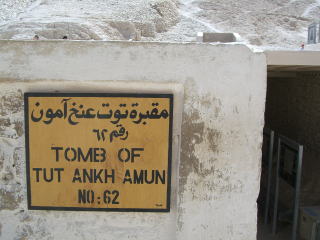 مقبرة توت عنخ آمون
رقم ٦٢
TOMB OF
TUT ANKH AMUN
NO: 62